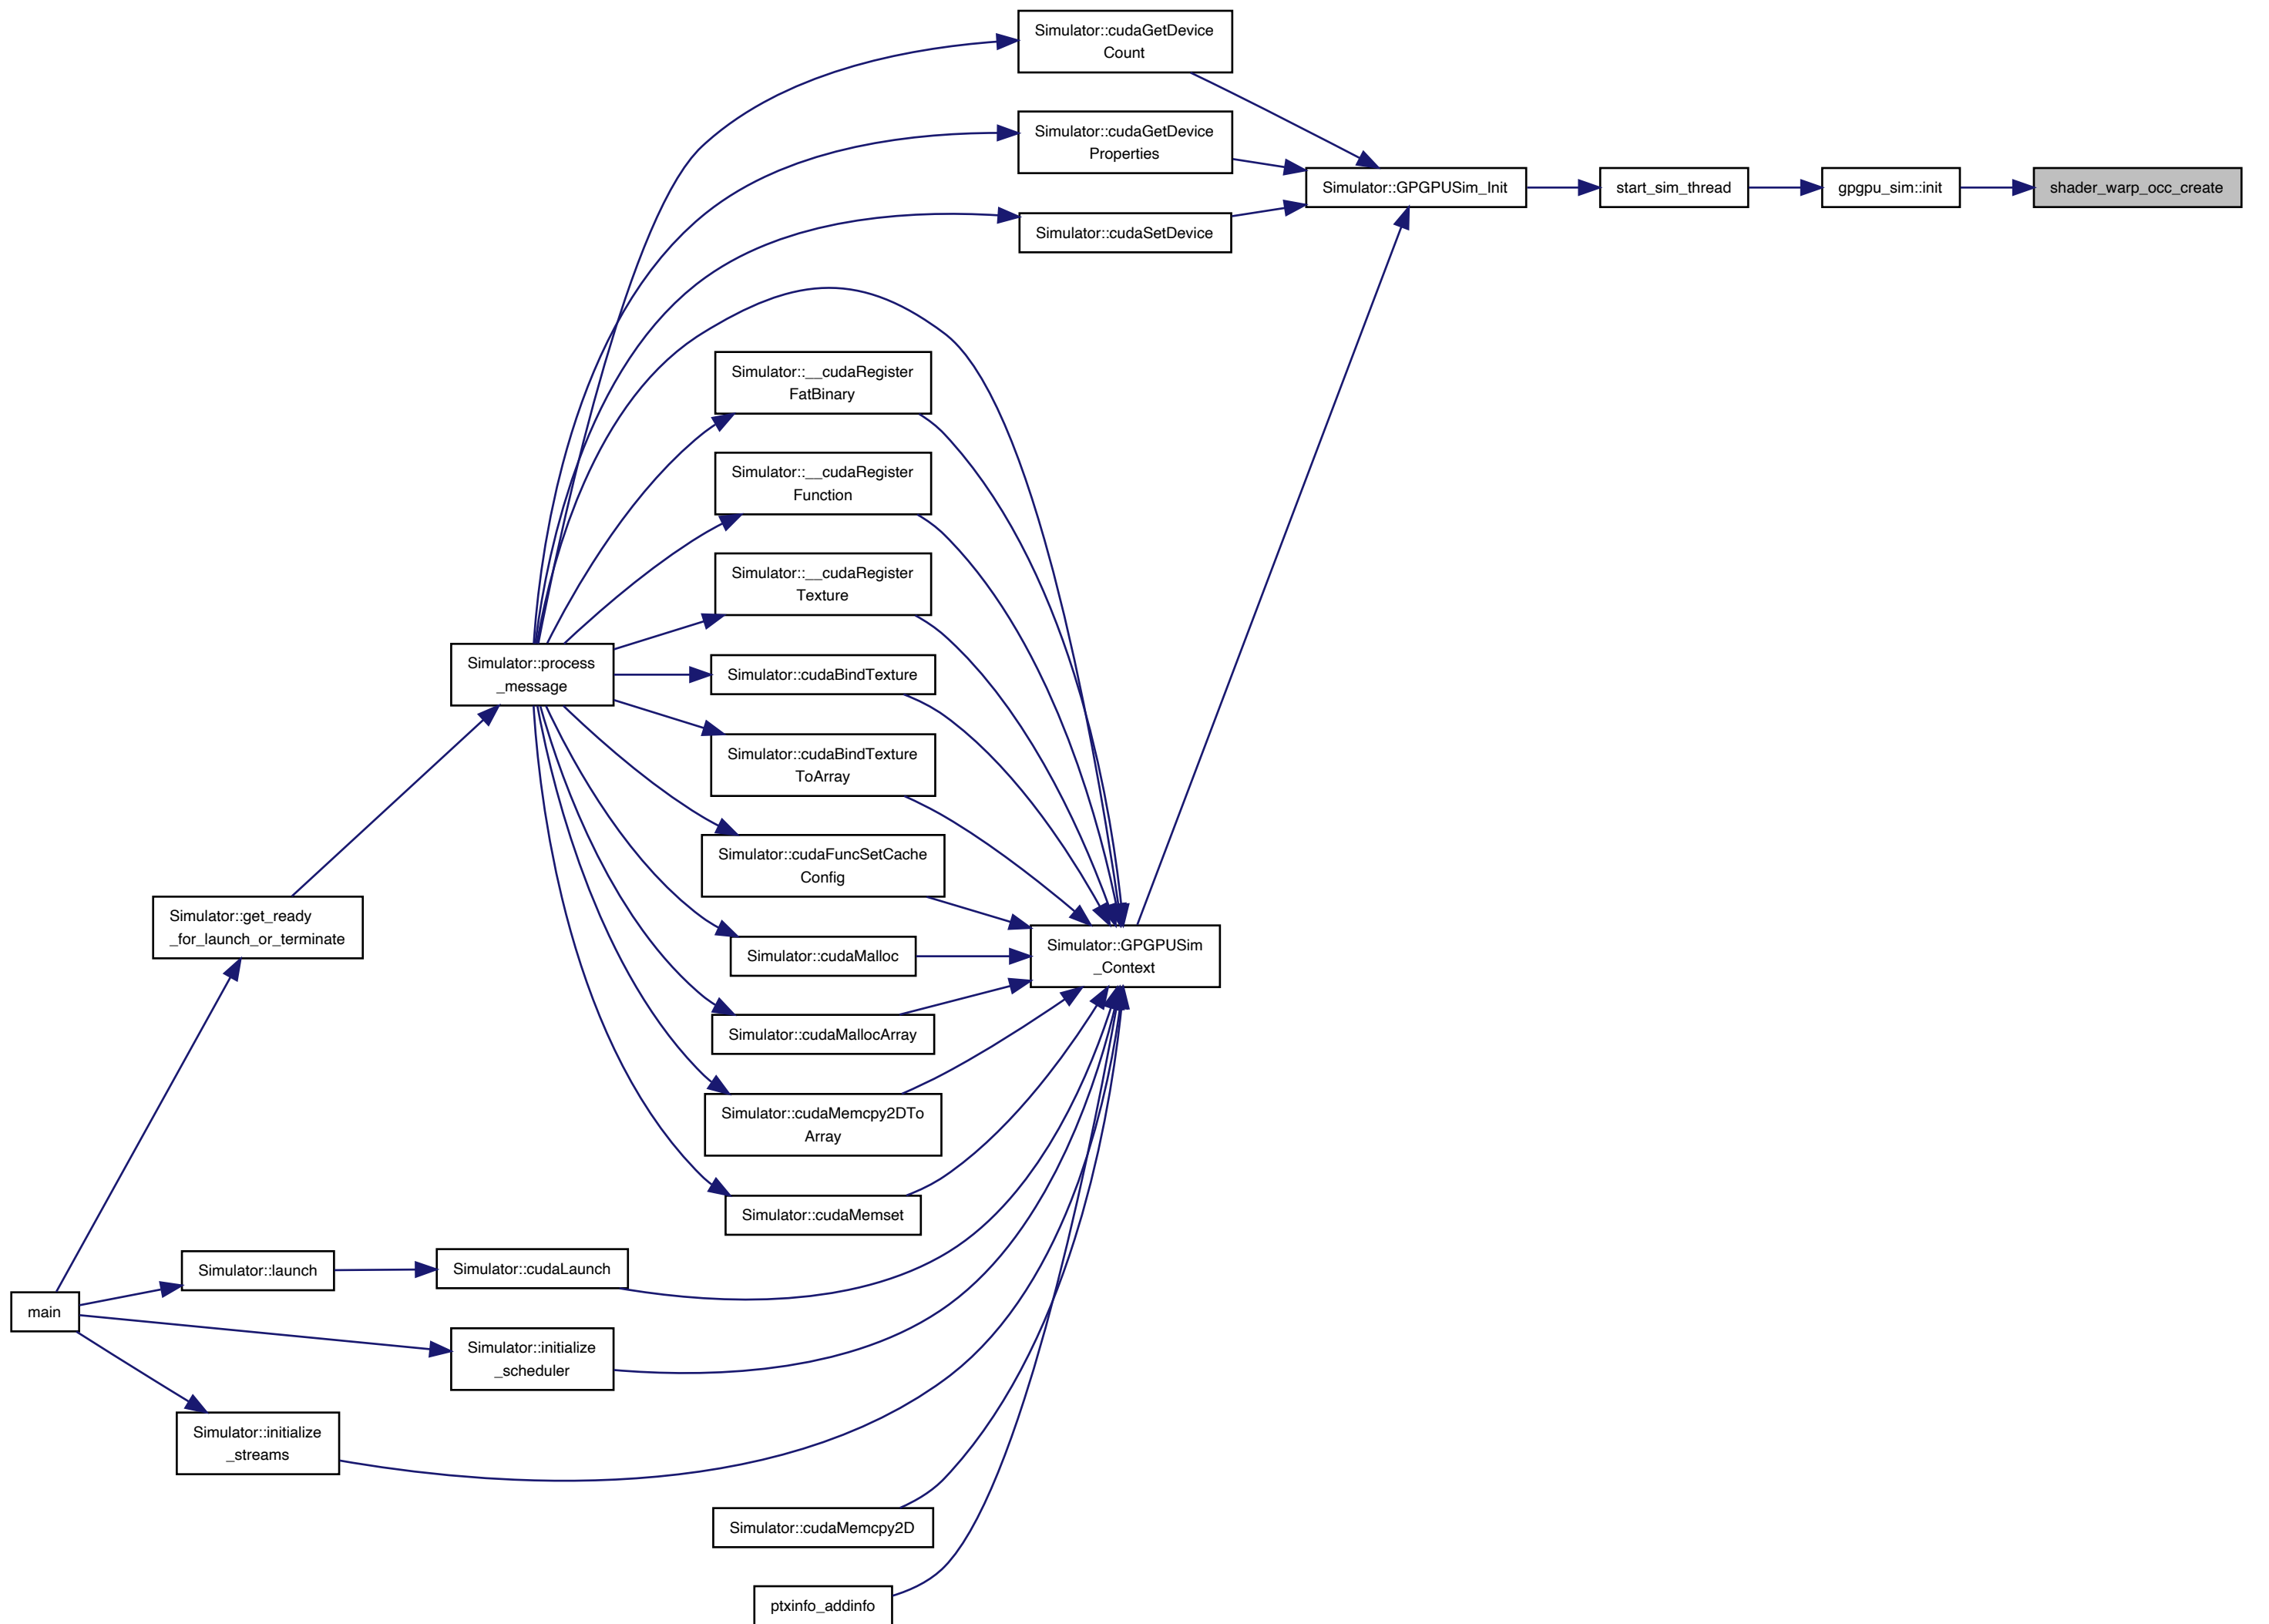 Simulator::cudaGetDevice
Count
Simulator::cudaGetDevice
Properties
Simulator::GPGPUSim_Init
start_sim_thread
gpgpu_sim::init
shader_warp_occ_create
Simulator::cudaSetDevice
Simulator::__cudaRegister
FatBinary
Simulator::__cudaRegister
Function
Simulator::__cudaRegister
Texture
Simulator::process
_message
Simulator::cudaBindTexture
Simulator::cudaBindTexture
ToArray
Simulator::cudaFuncSetCache
Config
Simulator::get_ready
_for_launch_or_terminate
Simulator::cudaMalloc
Simulator::GPGPUSim
_Context
Simulator::cudaMallocArray
Simulator::cudaMemcpy2DTo
Array
Simulator::cudaMemset
Simulator::launch
Simulator::cudaLaunch
main
Simulator::initialize
_scheduler
Simulator::initialize
_streams
Simulator::cudaMemcpy2D
ptxinfo_addinfo